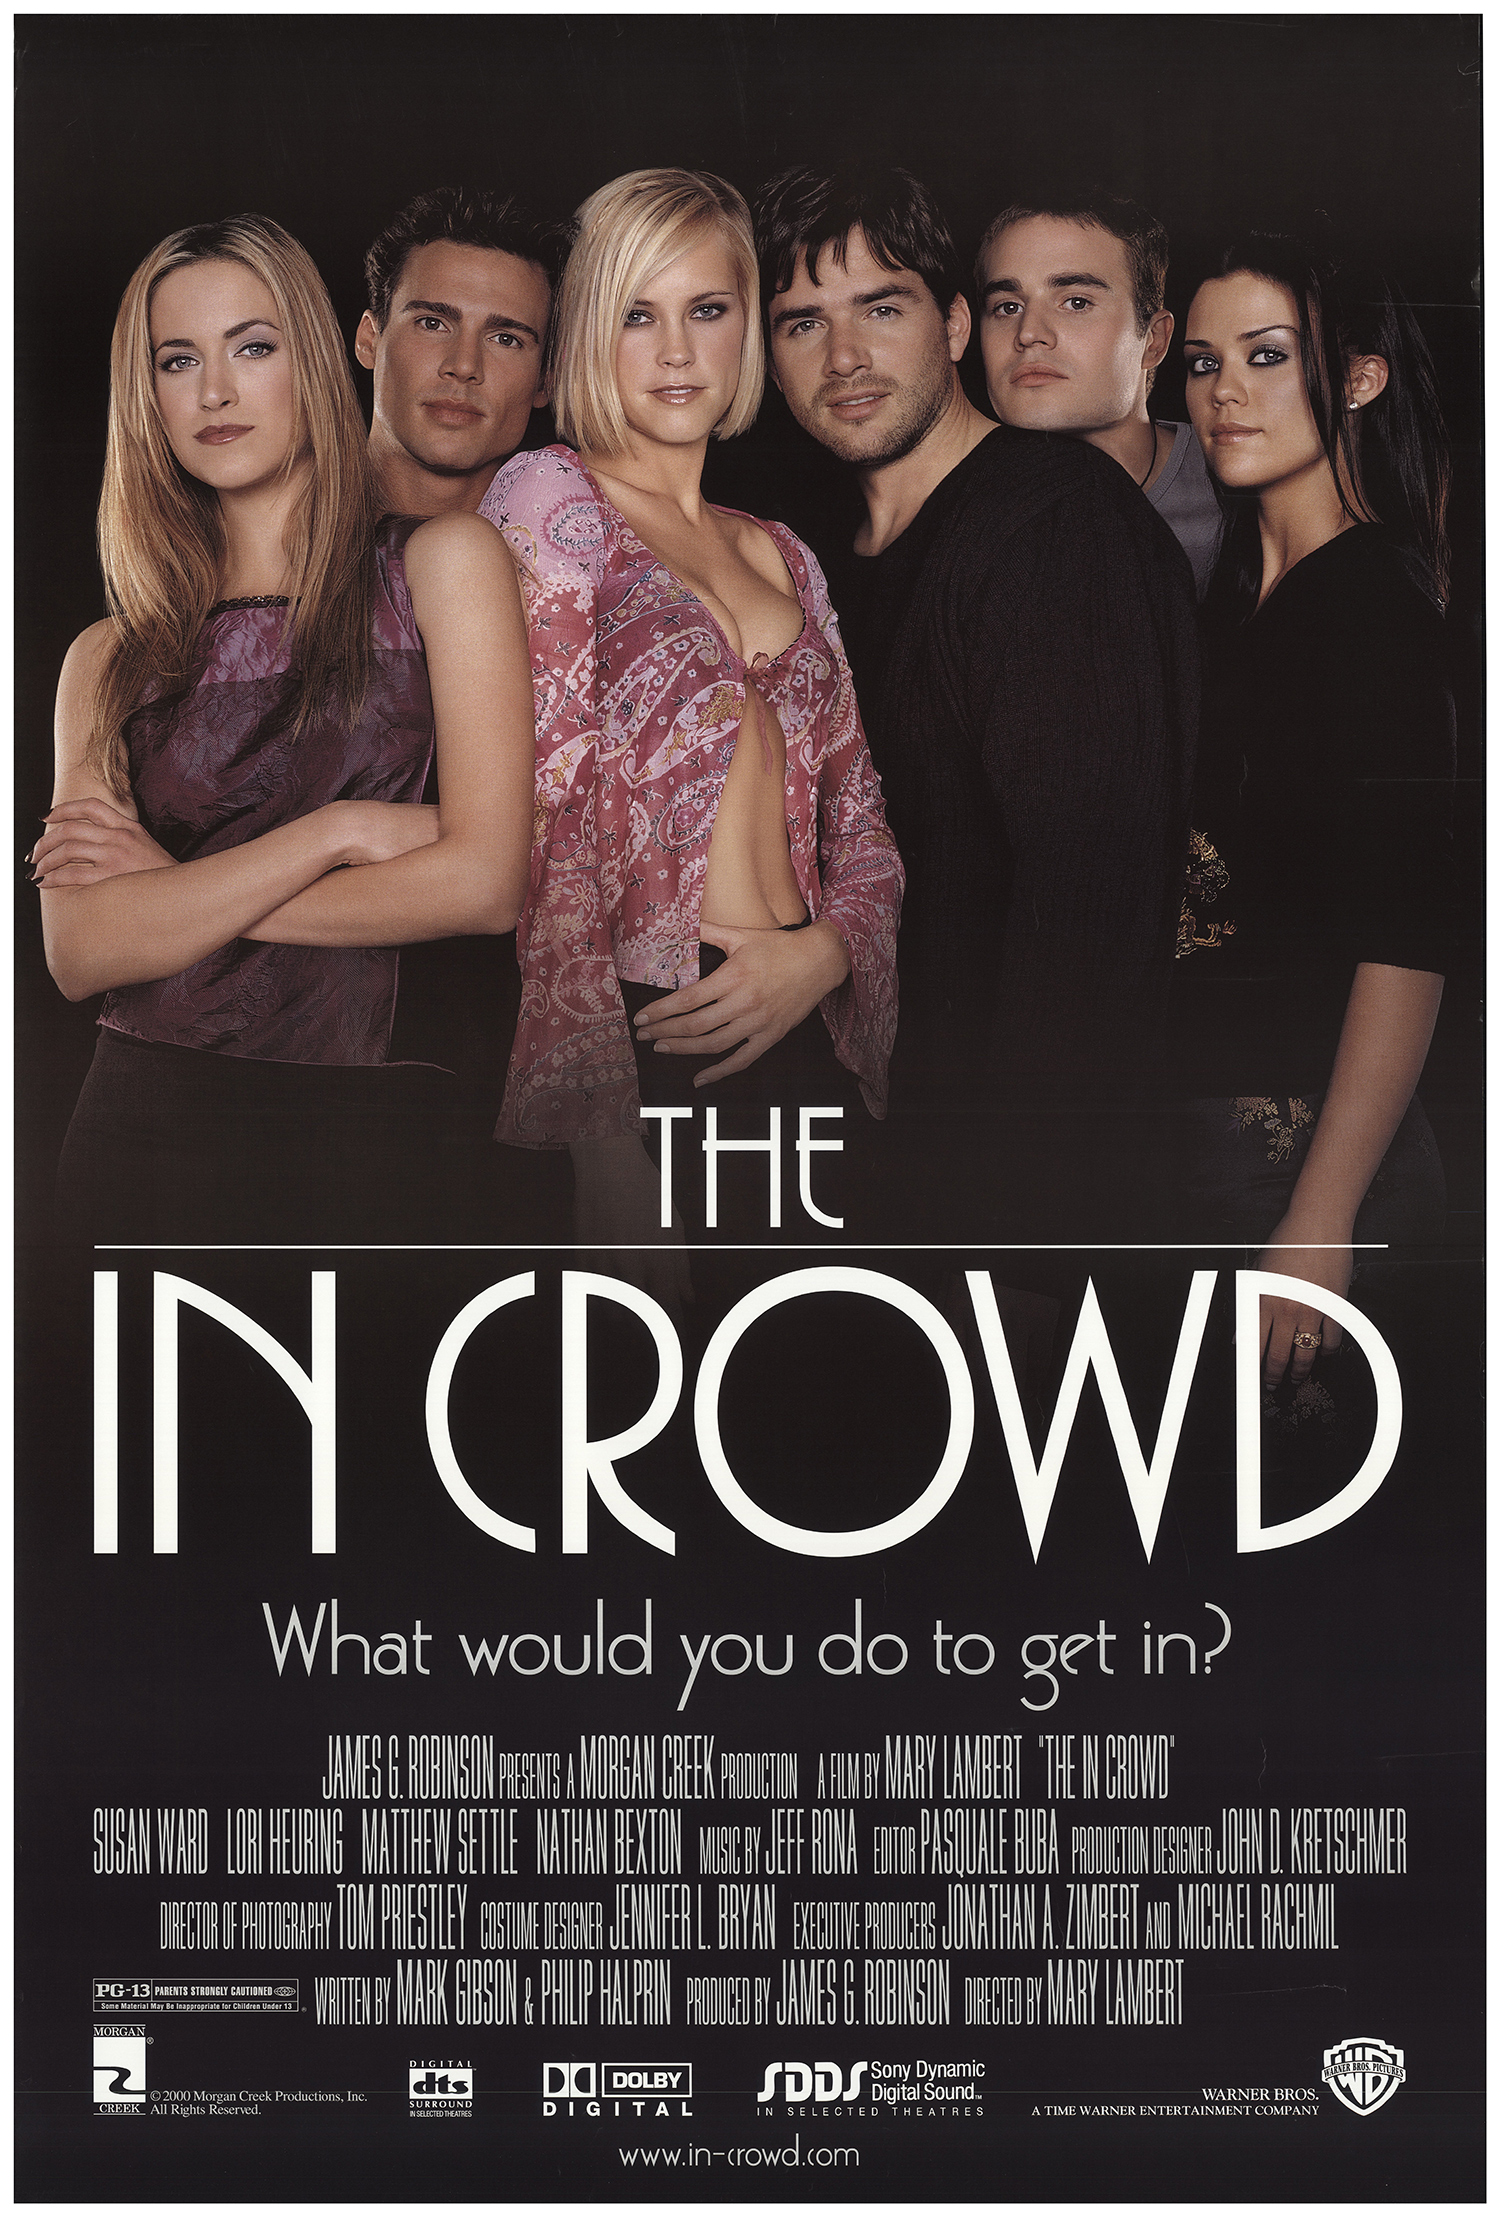 THE
IN CROWD
What would you do to get in?
JAMES G. ROBINSON PRESENTS A MORGAN CREEK PRODUCTION A FILM BY MARY LAMBERT "THE IN CROWD"
SUSAN WARD LORI HEURING MATTHEW SETTLE NATHAN BEXTON MUSIC BY JEFF RONA EDITOR PASQUALE BUBA PRODUCTION DESIGNER JOHN D. KRETSCHMER
DIRECTOR OF PHOTOGRAPHY TOM PRIESTLEY COSTUME DESIGNER JENNIFER L. BRYAN EXECUTIVE PRODUCERS JONATHAN A. ZIMBERT AND MICHAEL RACHMIL
WRITTEN BY MARK GIBSON & PHILIP HALPRIN PRODUCED BY JAMES G. ROBINSON DIRECTED BY MARY LAMBERT
PG-13 PARENTS STRONGLY CAUTIONED
Some Material May Be Inappropriate for Children Under 13
MORGAN
CREEK
© 2000 Morgan Creek Productions, Inc.
All Rights Reserved.
DIGITAL
dts
SURROUND
IN SELECTED THEATRES
DOLBY
DIGITAL
SDDS Sony Dynamic
Digital Sound™
IN SELECTED THEATRES
WARNER BROS.
A TIME WARNER ENTERTAINMENT COMPANY
WARNER BROS. PICTURES
WB
www.in-crowd.com